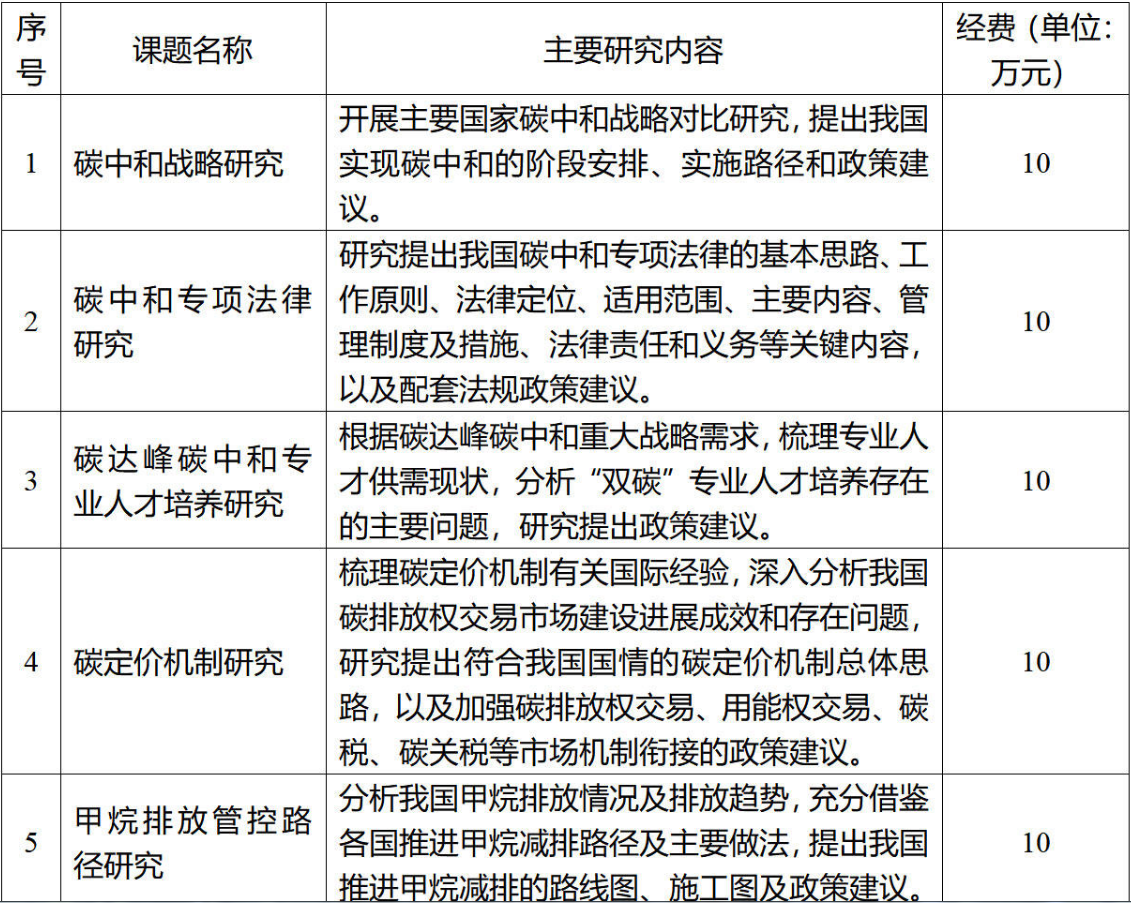 序号
课题名称
主要研究内容
经费（单位：
万元）
1
碳中和战略研究
开展主要国家碳中和战略对比研究，提出我国
实现碳中和的阶段安排、实施路径和政策建
议。
10
2
碳中和专项法律
研究
研究提出我国碳中和专项法律的基本思路、工
作原则、法律定位、适用范围、主要内容、管
理制度及措施、法律责任和义务等关键内容，
以及配套法规政策建议。
10
3
碳达峰碳中和专
业人才培养研究
根据碳达峰碳中和重大战略需求，梳理专业人
才供需现状，分析“双碳”专业人才培养存在
的主要问题，研究提出政策建议。
10
4
碳定价机制研究
梳理碳定价机制有关国际经验，深入分析我国
碳排放权交易市场建设进展成效和存在问题，
研究提出符合我国国情的碳定价机制总体思
路，以及加强碳排放权交易、用能权交易、碳
税、碳关税等市场机制衔接的政策建议。
10
5
甲烷排放管控路
径研究
分析我国甲烷排放情况及排放趋势，充分借鉴
各国推进甲烷减排路径及主要做法，提出我国
推进甲烷减排的路线图、施工图及政策建议。
10